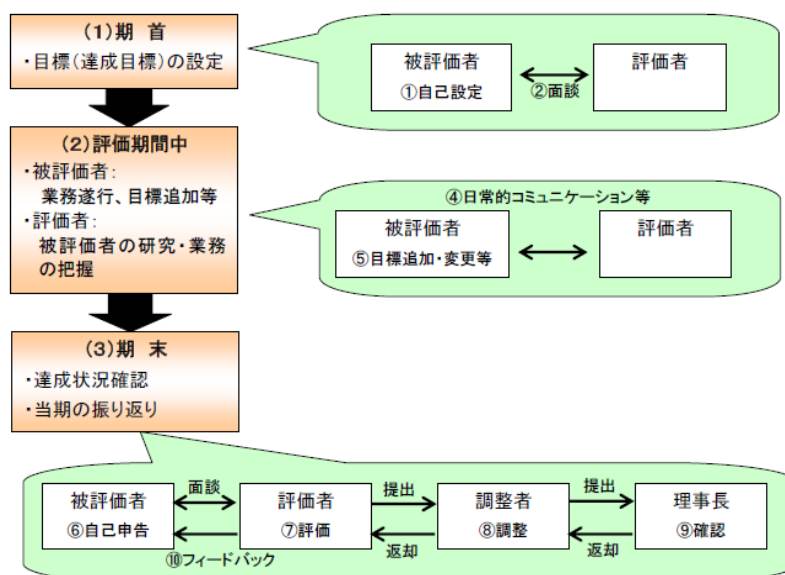 (1)期 首
・目標(達成目標)の設定
被評価者
①自己設定
②面談
評価者
(2)評価期間中
・被評価者:
業務遂行、目標追加等
・評価者:
被評価者の研究・業務
の把握
④日常的コミュニケーション等
被評価者
⑤目標追加・変更等
評価者
(3)期 末
・達成状況確認
・当期の振り返り
被評価者
⑥自己申告
面談
評価者
⑦評価
提出
返却
調整者
⑧調整
提出
返却
理事長
⑨確認
⑩フィードバック